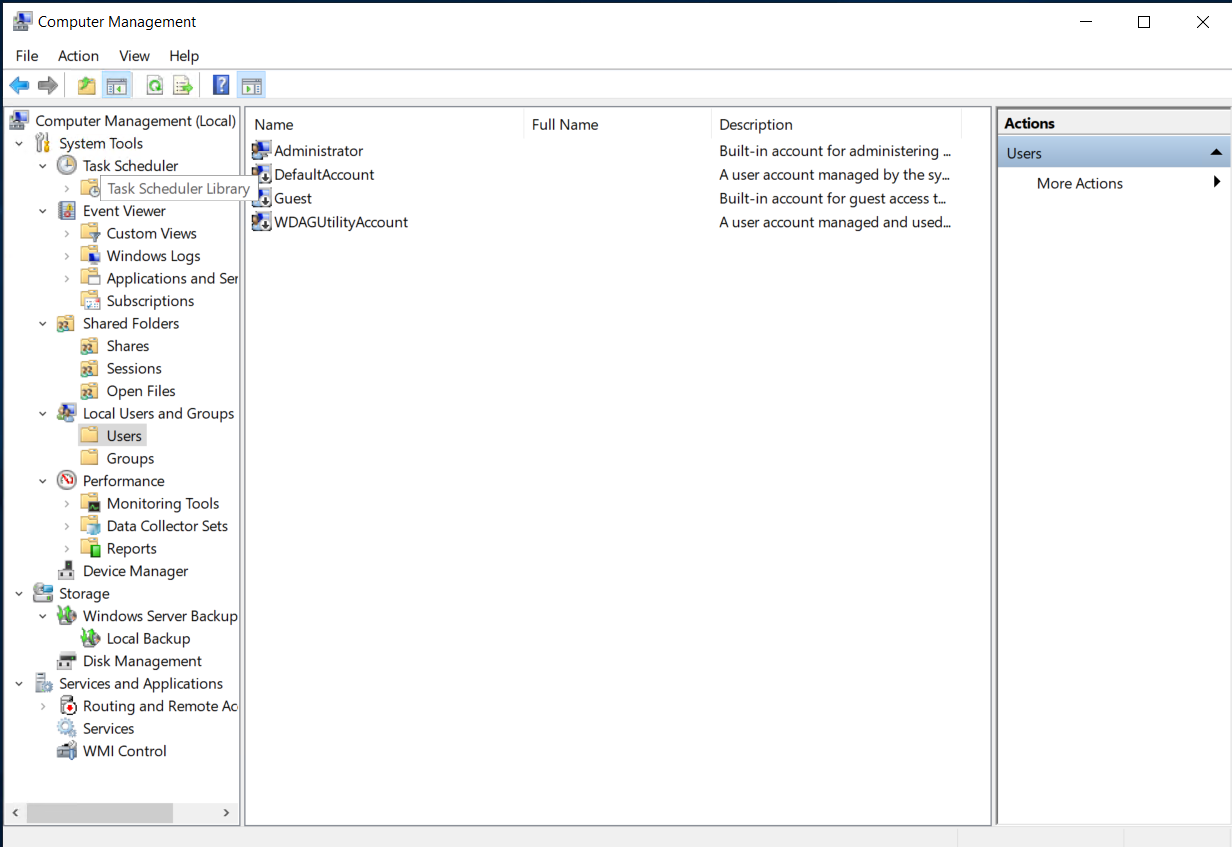 Computer Management
File Action View Help
Computer Management (Local)
System Tools
Task Scheduler
Task Scheduler Library
Event Viewer
Custom Views
Windows Logs
Applications and Ser
Subscriptions
Shared Folders
Shares
Sessions
Open Files
Local Users and Groups
Users
Groups
Performance
Monitoring Tools
Data Collector Sets
Reports
Device Manager
Storage
Windows Server Backup
Local Backup
Disk Management
Services and Applications
Routing and Remote Ac
Services
WMI Control
Name Full Name Description
Administrator Built-in account for administering ...
DefaultAccount A user account managed by the sy...
Guest Built-in account for guest access t...
WDAGUtilityAccount A user account managed and used...
Actions
Users
More Actions